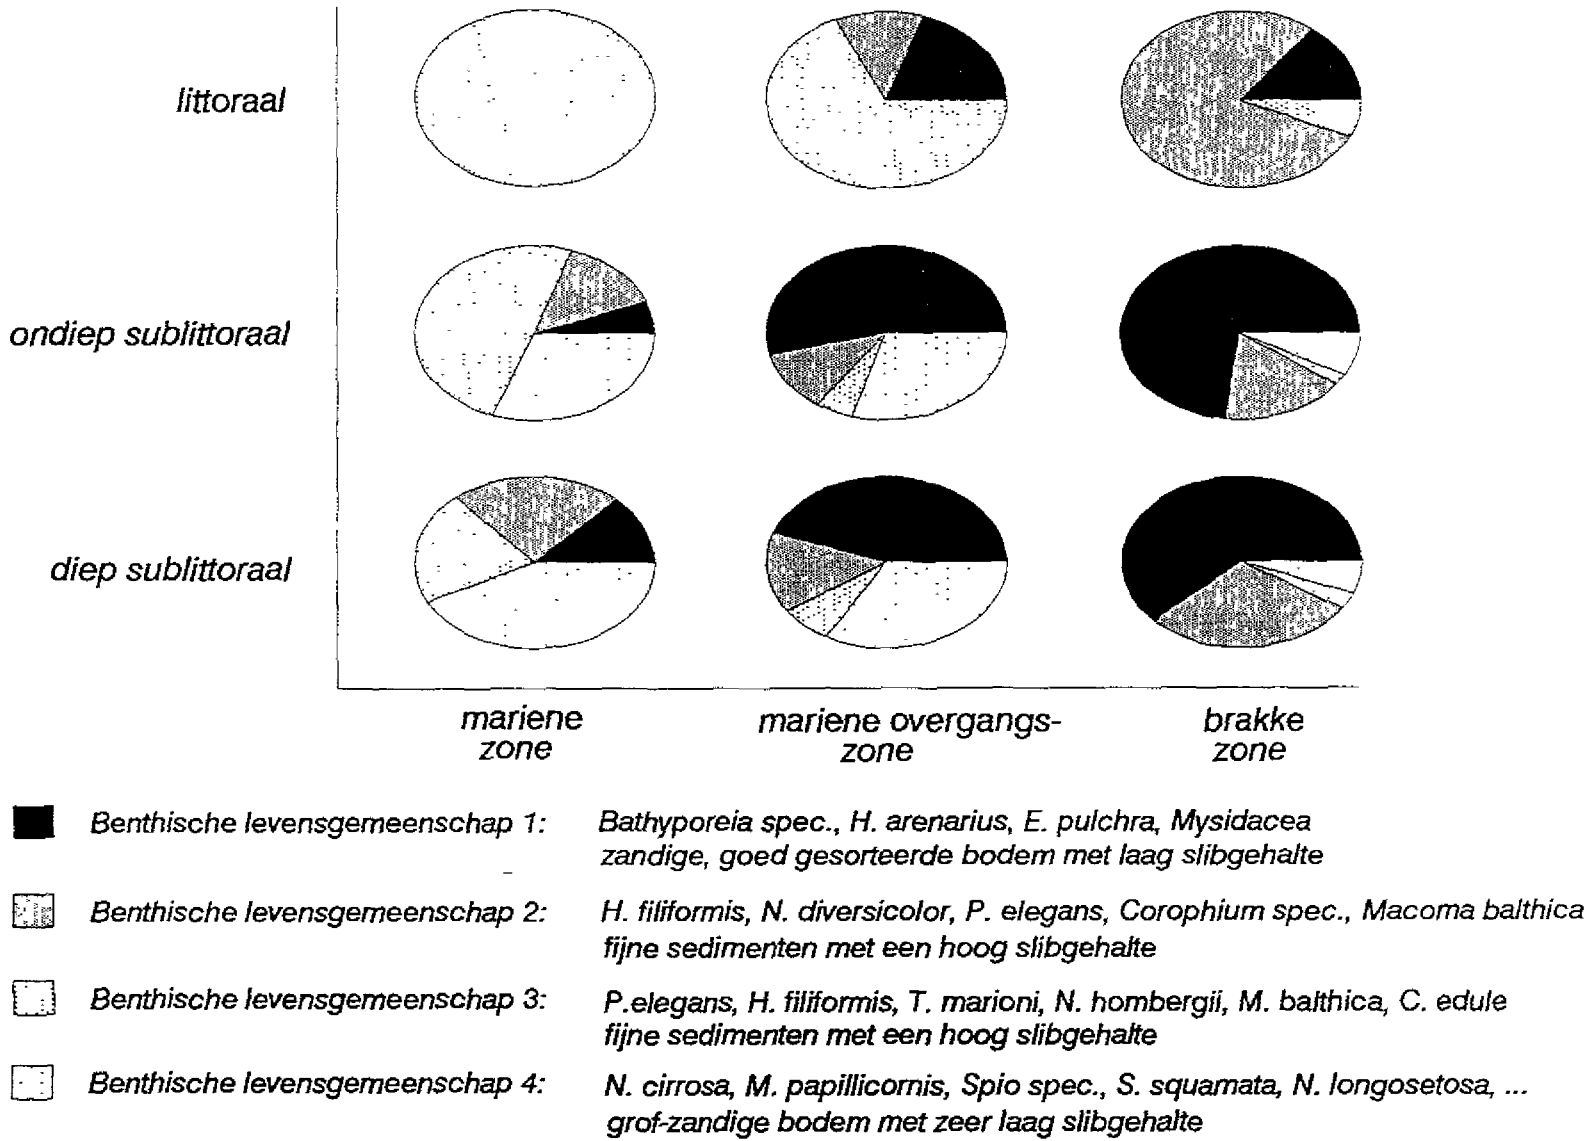 littoraal
ondiep sublittoraal
diep sublittoraal
mariene
zone
mariene overgangs-
zone
brakke
zone
Benthische levensgemeenschap 1: Bathyporeia spec., H. arenarius, E. pulchra, Mysidacea
zandige, goed gesorteerde bodem met laag slibgehalte
Benthische levensgemeenschap 2: H. filiformis, N. diversicolor, P. elegans, Corophium spec., Macoma balthica
fijne sedimenten met een hoog slibgehalte
Benthische levensgemeenschap 3: P.elegans, H. filiformis, T. marioni, N. hombergii, M. balthica, C. edule
fijne sedimenten met een hoog slibgehalte
Benthische levensgemeenschap 4: N. cirrosa, M. papillicornis, Spio spec., S. squamata, N. longosetosa, ...
grof-zandige bodem met zeer laag slibgehalte